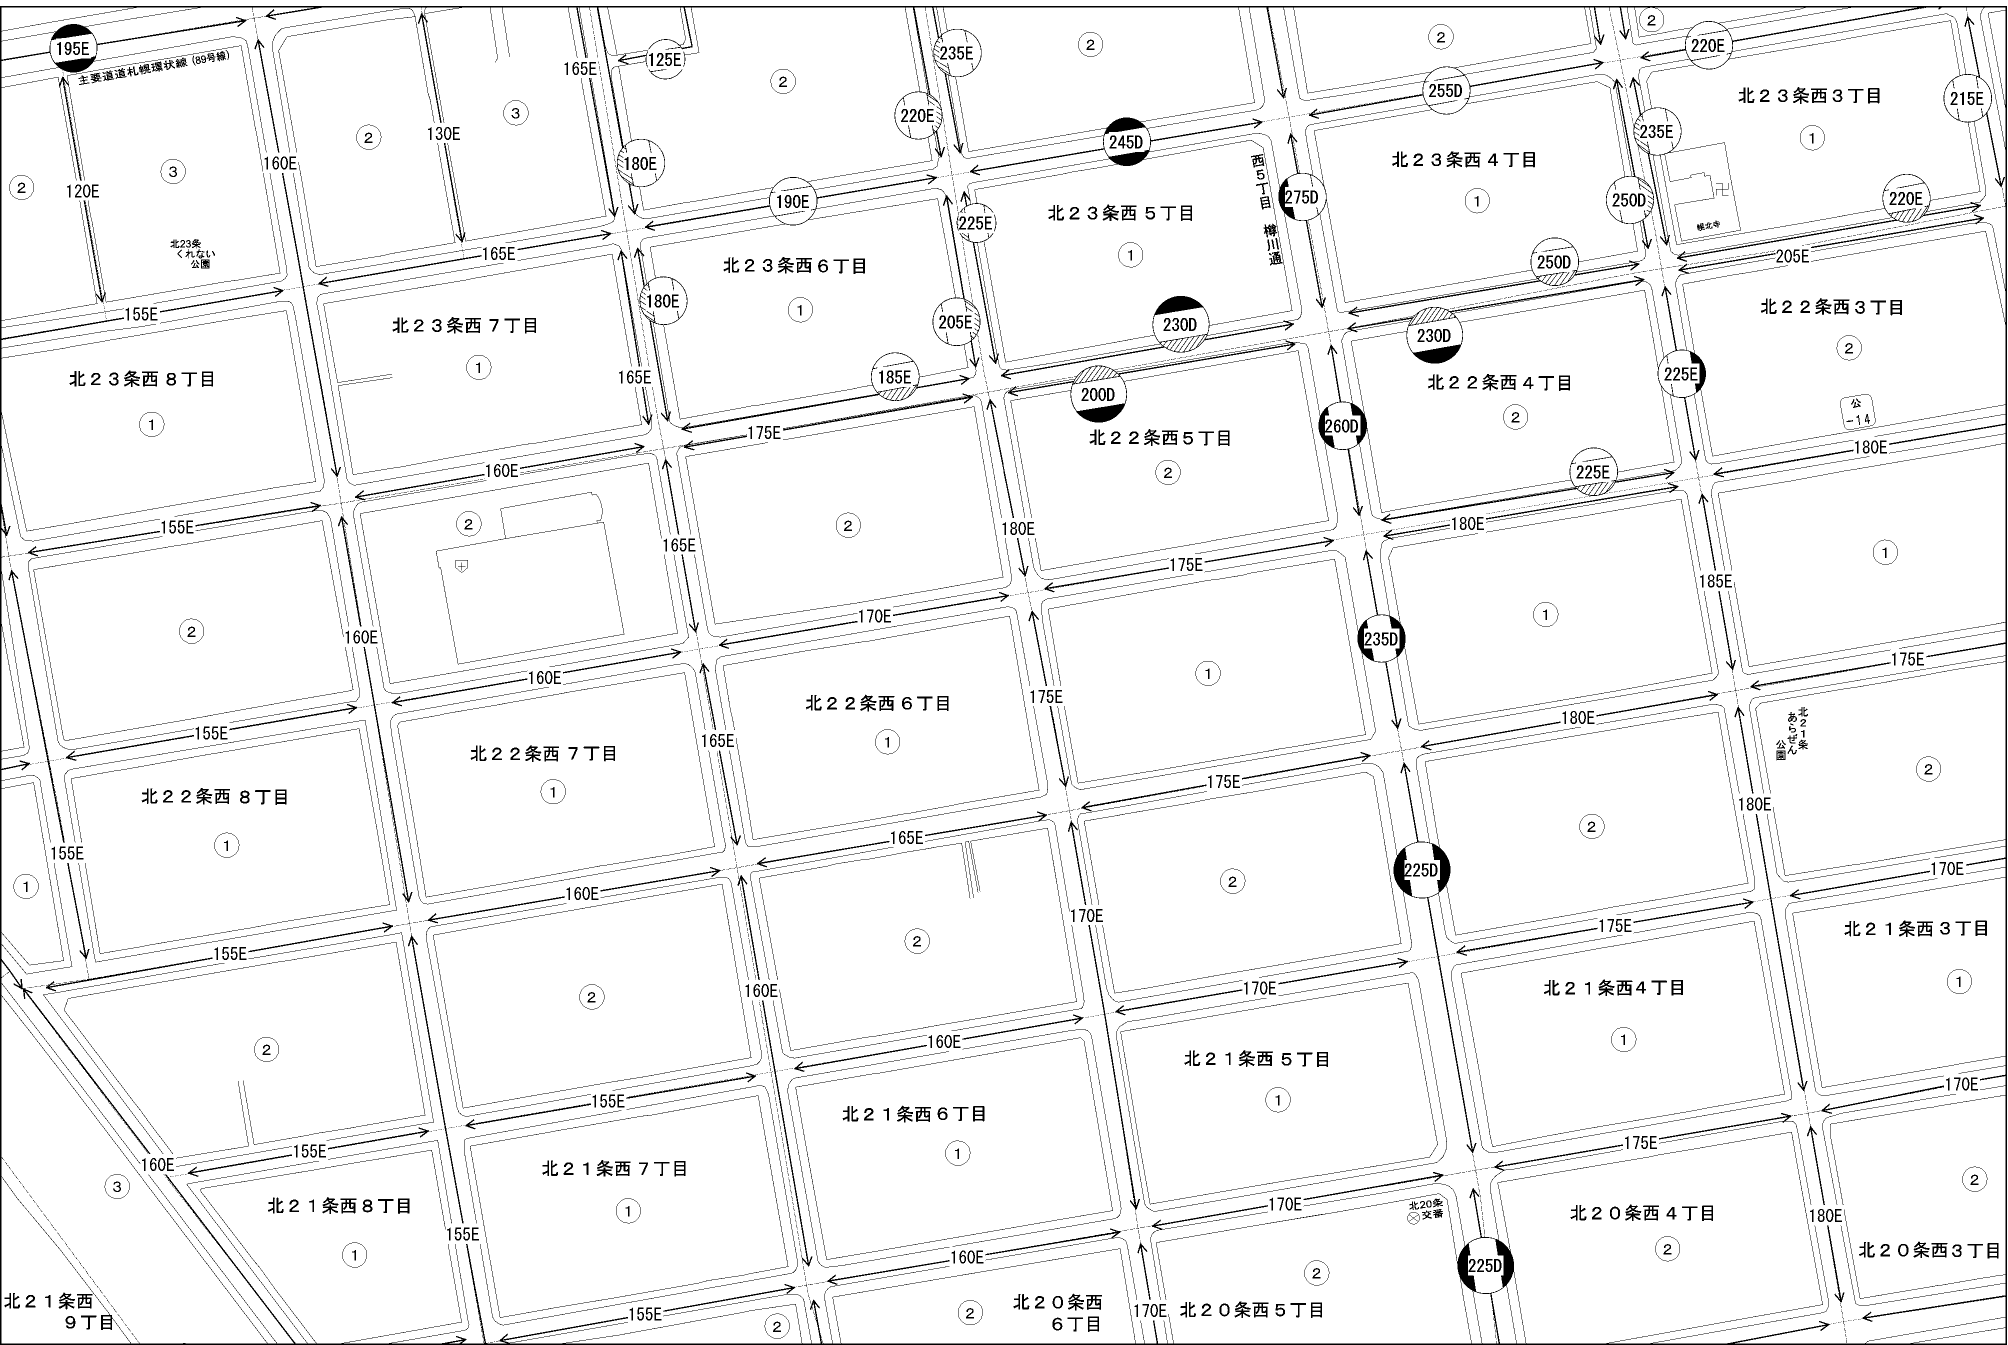 195E
主要道道札幌環状線 (89号線)
165E
125E
2
235E
2
2
2
220E
220E
255D
215E
160E
130E
2
3
220E
245D
235E
北２３条西３丁目
1
2
3
120E
180E
190E
225E
西５丁目 樽川通
275D
北２３条西４丁目
1
250D
幌北寺
220E
北23条
くれない
公園
165E
北２３条西６丁目
1
北２３条西５丁目
1
250D
205E
155E
北２３条西７丁目
1
180E
205E
230D
230D
北２２条西３丁目
2
北２３条西８丁目
1
165E
185E
200D
北２２条西４丁目
2
225E
公
-14
175E
北２２条西５丁目
2
260D
180E
160E
225E
155E
2
2
180E
180E
165E
175E
185E
1
2
160E
170E
235D
1
160E
1
175E
155E
165E
北２２条西６丁目
1
175E
180E
北２１条
あらぜん
公園
2
北２２条西７丁目
1
175E
180E
北２２条西８丁目
1
155E
165E
2
225D
2
1
160E
2
170E
170E
155E
175E
北２１条西３丁目
1
2
160E
170E
北２１条西４丁目
1
2
160E
北２１条西５丁目
1
170E
155E
北２１条西６丁目
1
175E
155E
160E
北２１条西７丁目
1
3
2
北２１条西８丁目
1
170E
北20条
交番
北２０条西４丁目
2
180E
155E
160E
225D
北２０条西３丁目
2
北２１条西
９丁目
155E
2
2
北２０条西
６丁目
170E
北２０条西５丁目